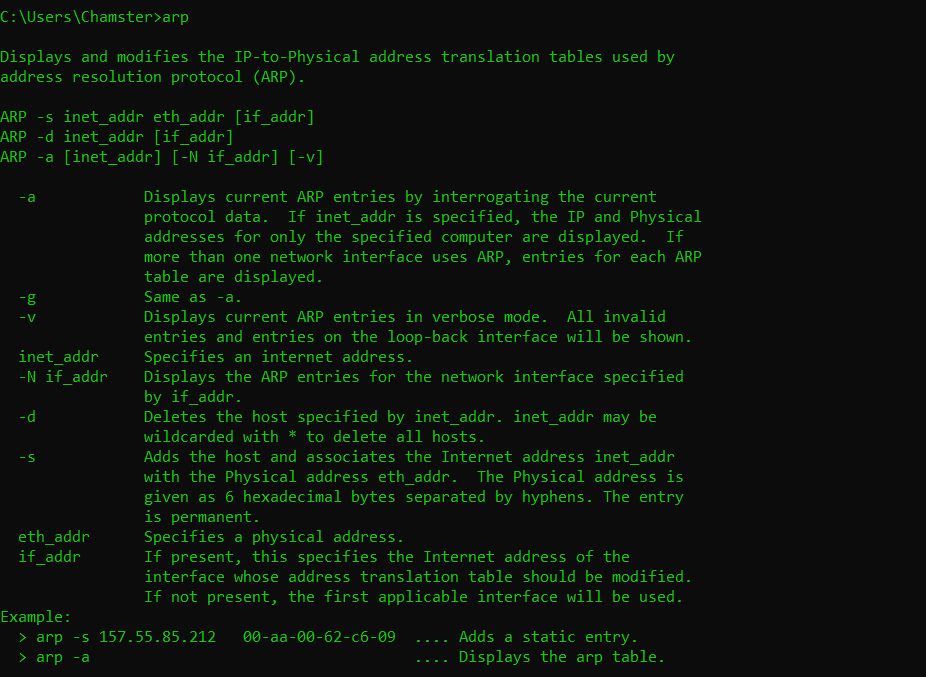 C:\Users\Chamster>arp
Displays and modifies the IP-to-Physical address translation tables used by
address resolution protocol (ARP).
ARP -s inet_addr eth_addr [if_addr]
ARP -d inet_addr [if_addr]
ARP -a [inet_addr] [-N if_addr] [-v]
  -a            Displays current ARP entries by interrogating the current
                protocol data.  If inet_addr is specified, the IP and Physical
                addresses for only the specified computer are displayed.  If
                more than one network interface uses ARP, entries for each ARP
                table are displayed.
  -g            Same as -a.
  -v            Displays current ARP entries in verbose mode.  All invalid
                entries and entries on the loop-back interface will be shown.
  inet_addr     Specifies an internet address.
  -N if_addr    Displays the ARP entries for the network interface specified
                by if_addr.
  -d            Deletes the host specified by inet_addr. inet_addr may be
                wildcarded with * to delete all hosts.
  -s            Adds the host and associates the Internet address inet_addr
                with the Physical address eth_addr.  The Physical address is
                given as 6 hexadecimal bytes separated by hyphens. The entry
                is permanent.
  eth_addr      Specifies a physical address.
  if_addr       If present, this specifies the Internet address of the
                interface whose address translation table should be modified.
                If not present, the first applicable interface will be used.
Example:
  > arp -s 157.55.85.212   00-aa-00-62-c6-09  .... Adds a static entry.
  > arp -a                                    .... Displays the arp table.